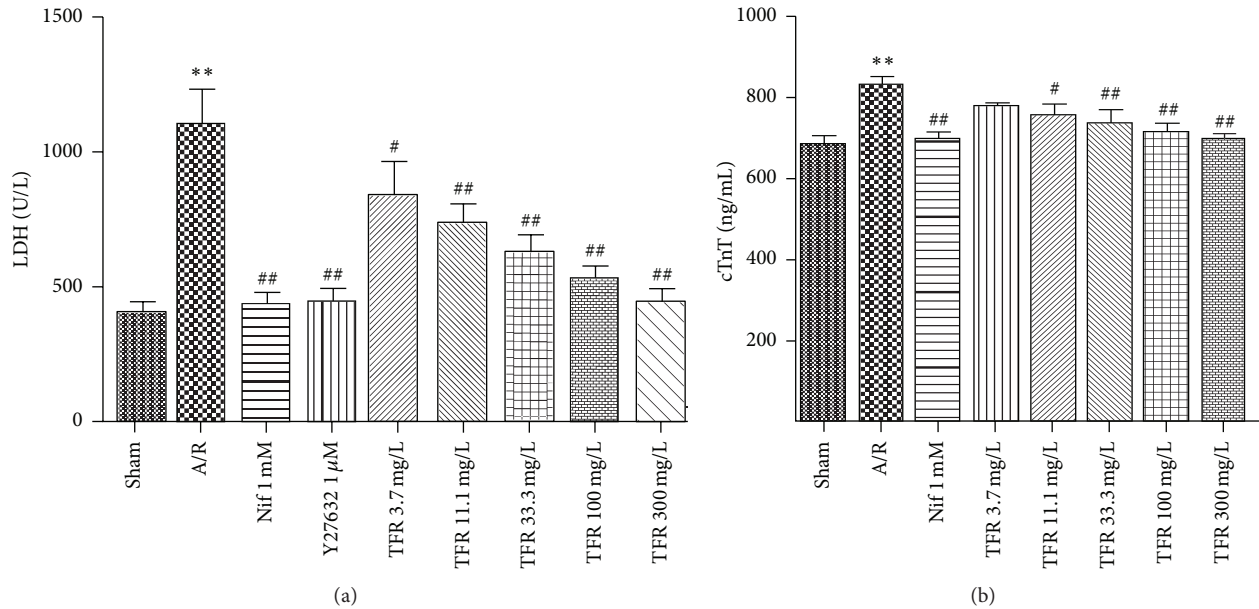 1500
1000
500
0
LDH (U/L)
**
##
##
#
##
##
##
##
Sham
A/R
Nif 1 mM
Y27632 1 μM
TFR 3.7 mg/L
TFR 11.1 mg/L
TFR 33.3 mg/L
TFR 100 mg/L
TFR 300 mg/L
(a)
1000
800
600
400
200
cTnT (ng/mL)
**
##
#
##
##
##
Sham
A/R
Nif 1 mM
TFR 3.7 mg/L
TFR 11.1 mg/L
TFR 33.3 mg/L
TFR 100 mg/L
TFR 300 mg/L
(b)